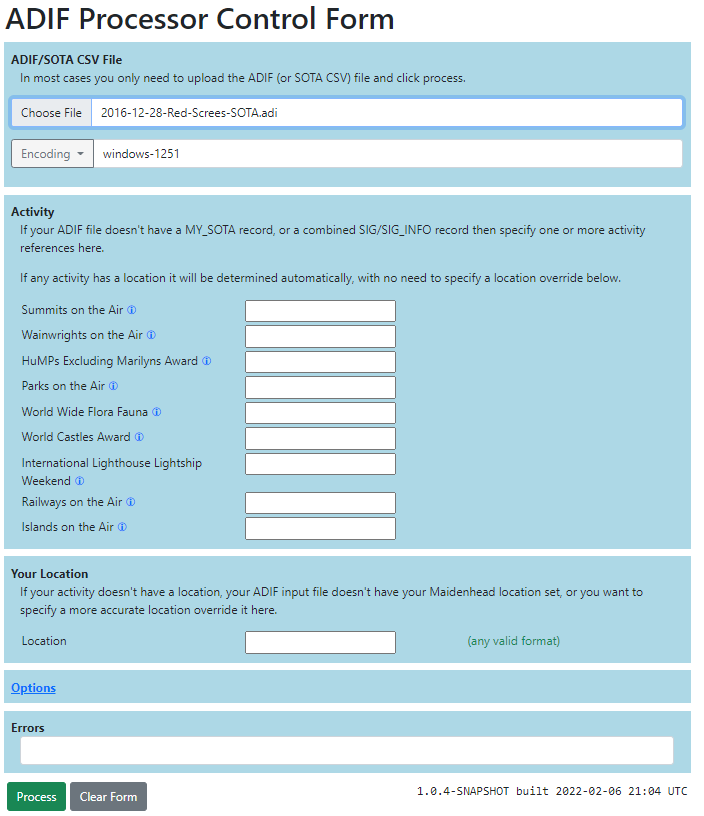 ADIF Processor Control Form
ADIF/SOTA CSV File
In most cases you only need to upload the ADIF (or SOTA CSV) file and click process.
Choose File 2016-12-28-Red-Screes-SOTA.adi
Encoding windows-1251
Activity
If your ADIF file doesn't have a MY_SOTA record, or a combined SIG/SIG_INFO record then specify one or more activity
references here.
If any activity has a location it will be determined automatically, with no need to specify a location override below.
Summits on the Air
Wainwrights on the Air
HuMPs Excluding Marilyns Award
Parks on the Air
World Wide Flora Fauna
World Castles Award
International Lighthouse Lightship
Weekend
Railways on the Air
Islands on the Air
Your Location
If your activity doesn't have a location, your ADIF input file doesn't have your Maidenhead location set, or you want to
specify a more accurate location override it here.
Location (any valid format)
Options
Errors
Process Clear Form 1.0.4-SNAPSHOT built 2022-02-06 21:04 UTC